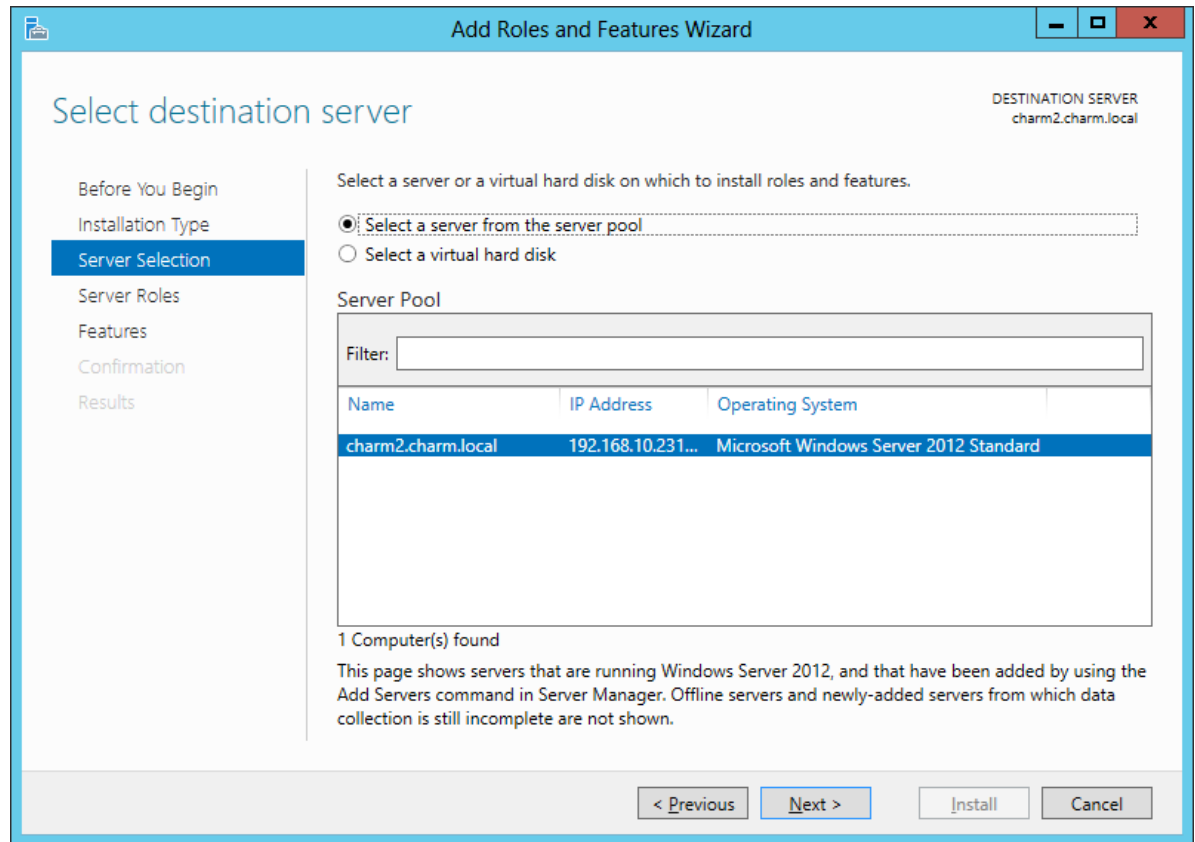 Add Roles and Features Wizard
Select destination server
DESTINATION SERVER
charm2.charm.local
Before You Begin
Installation Type
Server Selection
Server Roles
Features
Confirmation
Results
Select a server or a virtual hard disk on which to install roles and features.
Select a server from the server pool
Select a virtual hard disk
Server Pool
Filter:
Name IP Address Operating System
charm2.charm.local 192.168.10.231... Microsoft Windows Server 2012 Standard
1 Computer(s) found
This page shows servers that are running Windows Server 2012, and that have been added by using the
Add Servers command in Server Manager. Offline servers and newly-added servers from which data
collection is still incomplete are not shown.
< Previous Next > Install Cancel